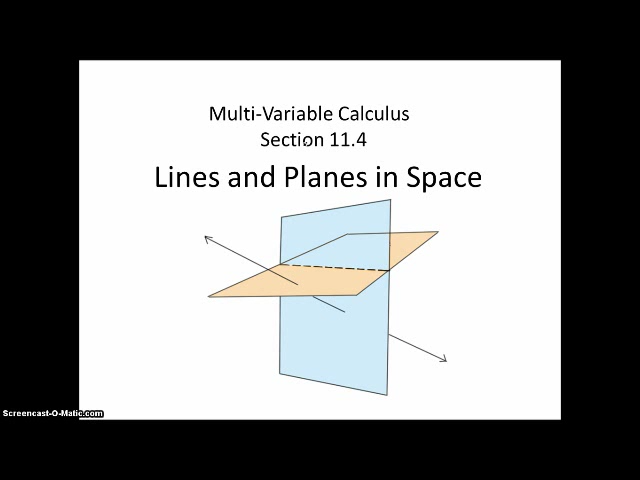 Multi-Variable Calculus
Section 11.4
Lines and Planes in Space
Screencast-O-Matic.com